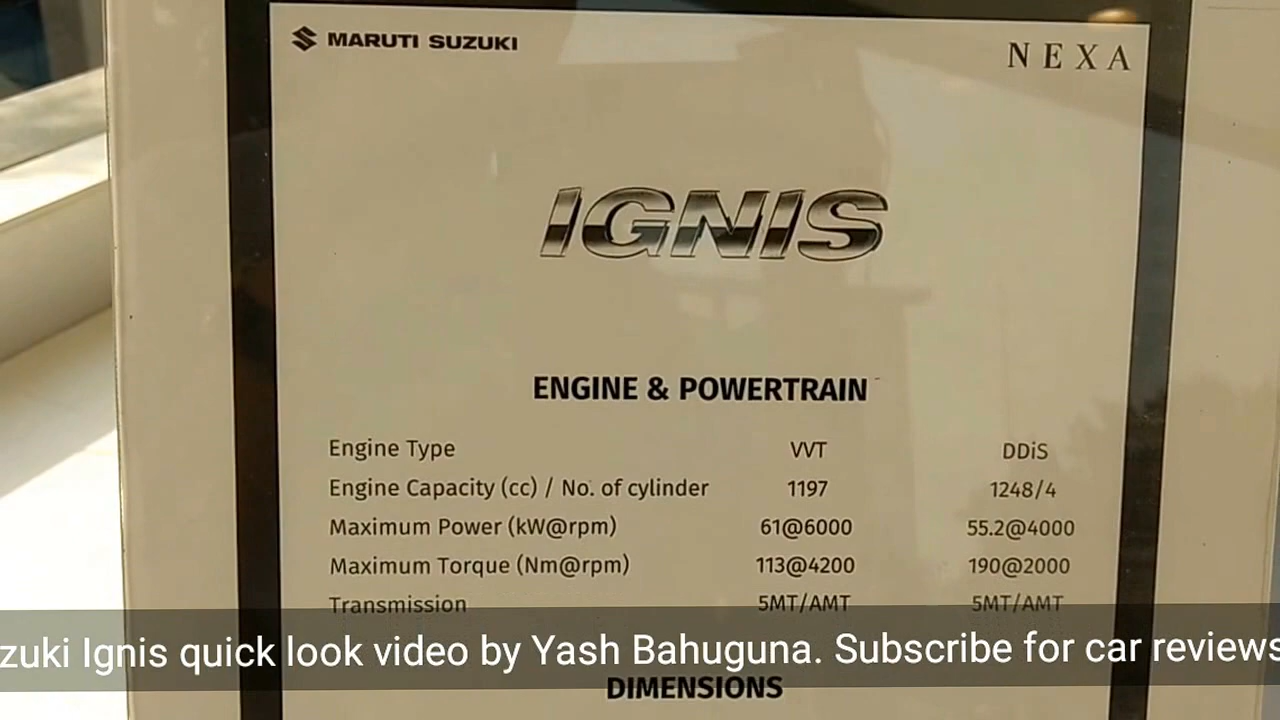 MARUTI SUZUKI
NEXA
IGNIS
ENGINE & POWERTRAIN
Engine Type VVT DDiS
Engine Capacity (cc) / No. of cylinder 1197 1248/4
Maximum Power (kW@rpm) 61@6000 55.2@4000
Maximum Torque (Nm@rpm) 113@4200 190@2000
Transmission 5MT/AMT 5MT/AMT
zuki Ignis quick look video by Yash Bahuguna. Subscribe for car reviews
DIMENSIONS